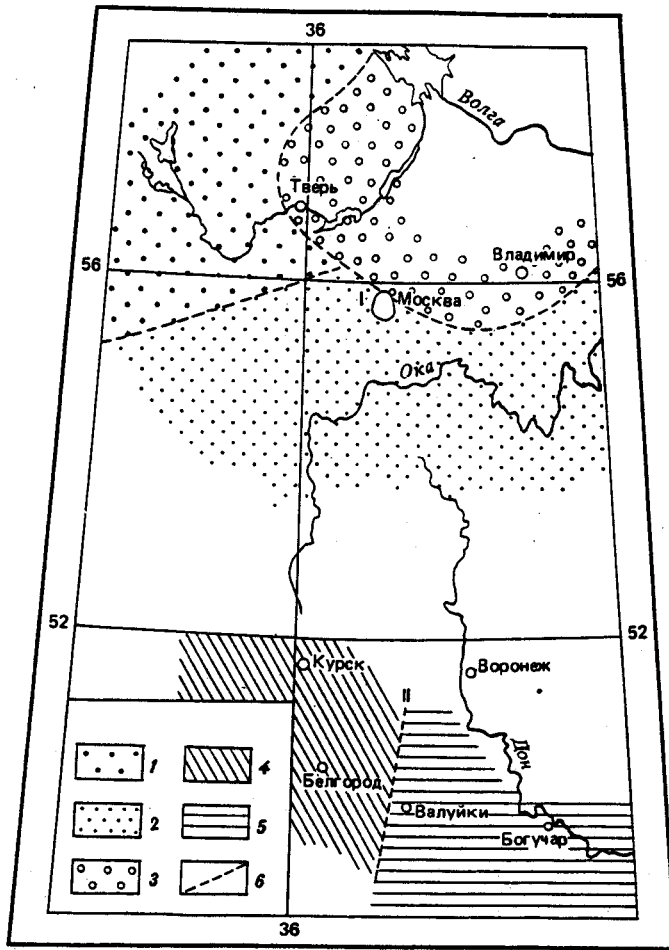 36
Волга
Тверь
Владимир
56
56
I
Москва
Ока
52
52
Курск
Воронеж
II
Дон
1
4
Белгород
2
5
Валуйки
Богучар
3
6
36